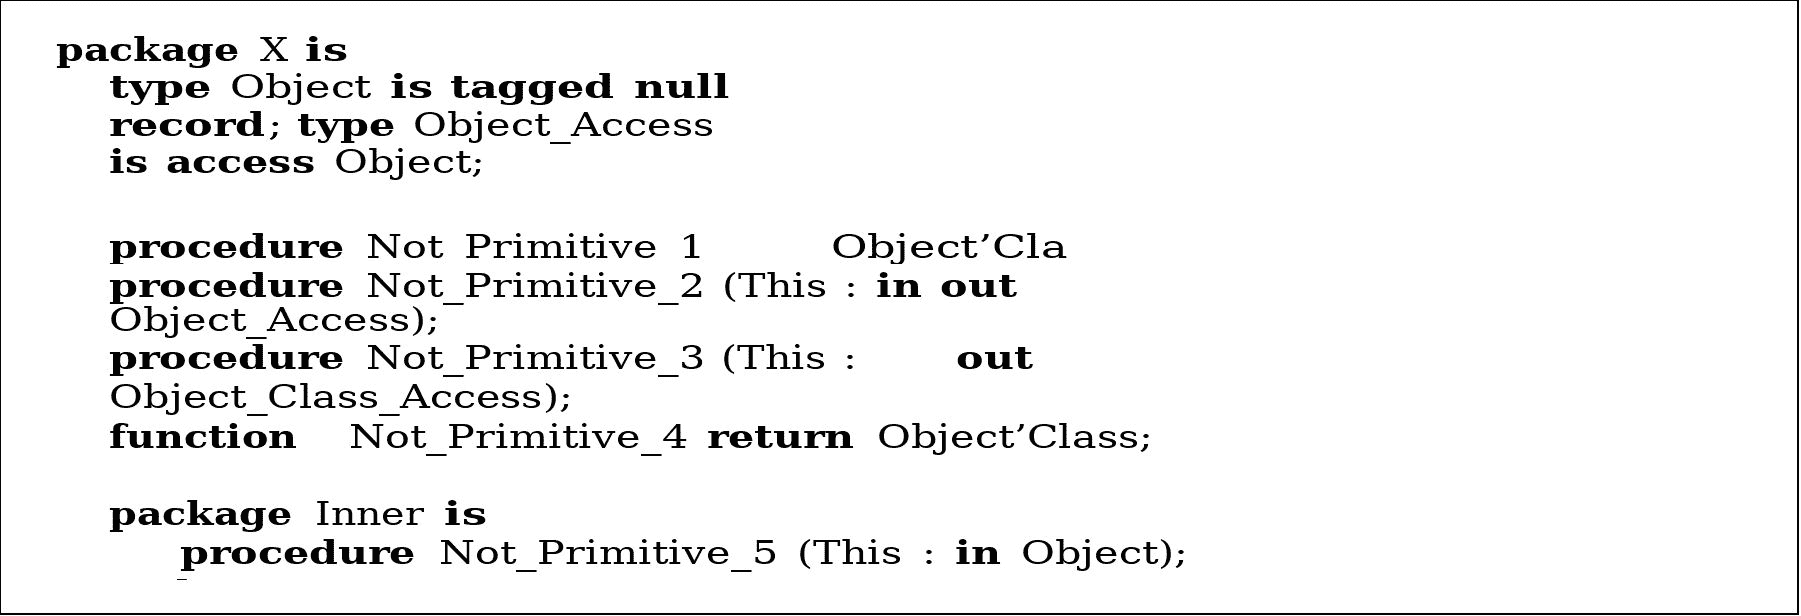 package X is
type Object is tagged null
record; type Object_Access
is access Object;
procedure Not Primitive 1 Object’Cla
procedure Not_Primitive_2 (This : in out
Object_Access);
procedure Not_Primitive_3 (This : out
Object_Class_Access);
function Not_Primitive_4 return Object’Class;
package Inner is
procedure Not_Primitive_5 (This : in Object);